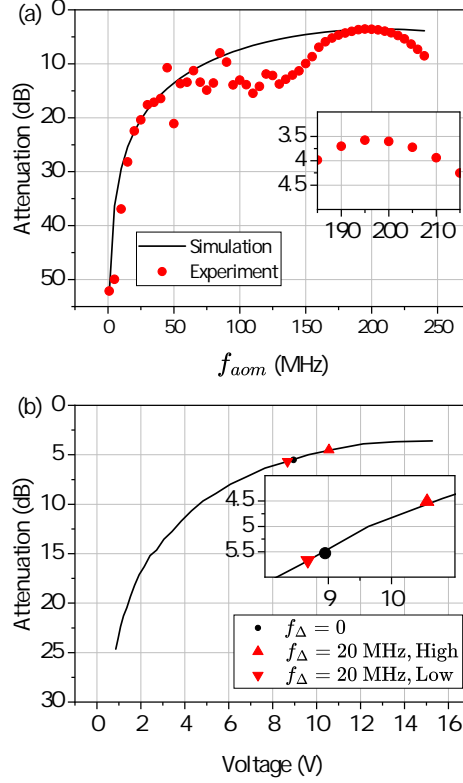 (a)
0
10
20
30
40
50
Attenuation (dB)
3.5
4
4.5
190 200 210
Simulation
Experiment
0 50 100 150 200 250
f_aom (MHz)
(b)
0
5
10
15
20
25
30
Attenuation (dB)
4.5
5
5.5
9 10
f_Δ = 0
f_Δ = 20 MHz, High
f_Δ = 20 MHz, Low
0 2 4 6 8 10 12 14 16
Voltage (V)